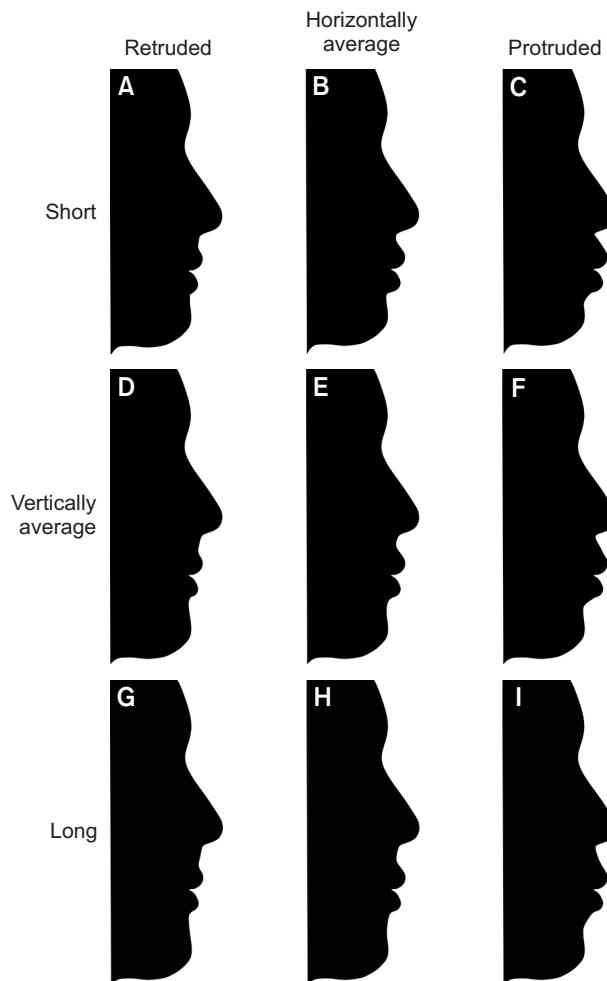 Retruded
Horizontally
average
Protruded
Short
A
B
C
Vertically
average
D
E
F
Long
G
H
I